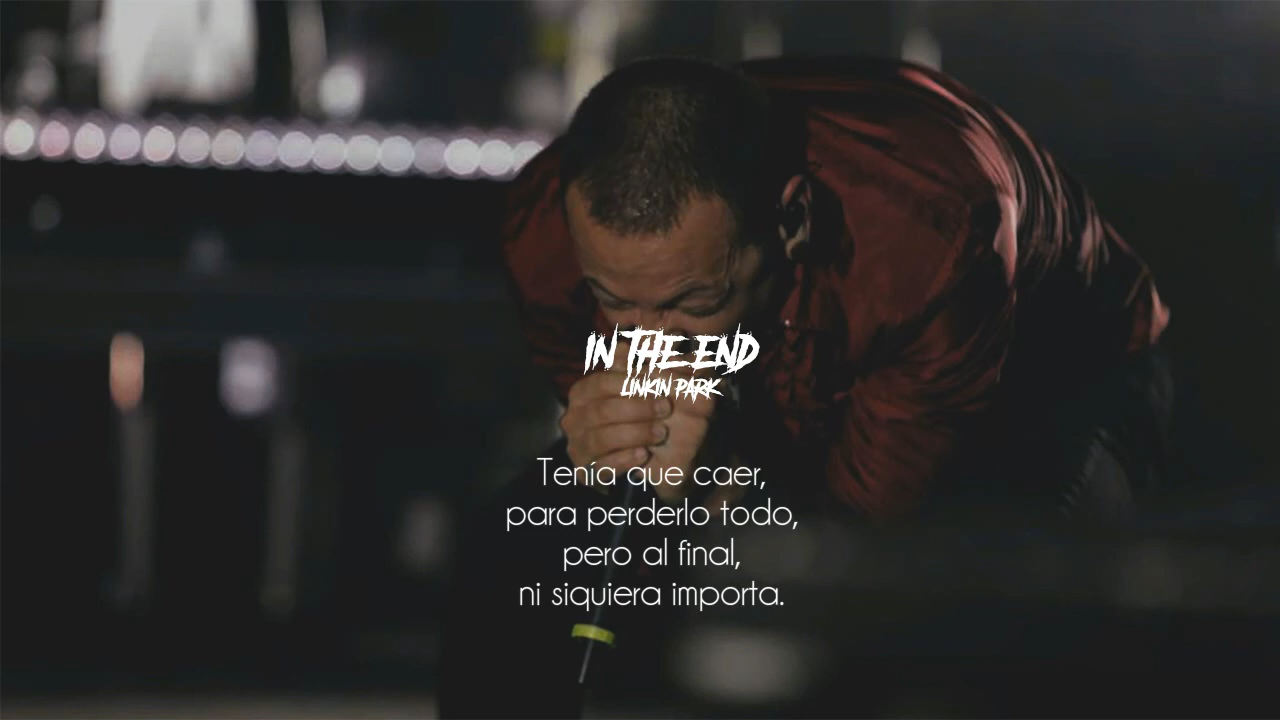 IN THE END
LINKIN PARK
Tenía que caer,
para perderlo todo,
pero al final,
ni siquiera importa.